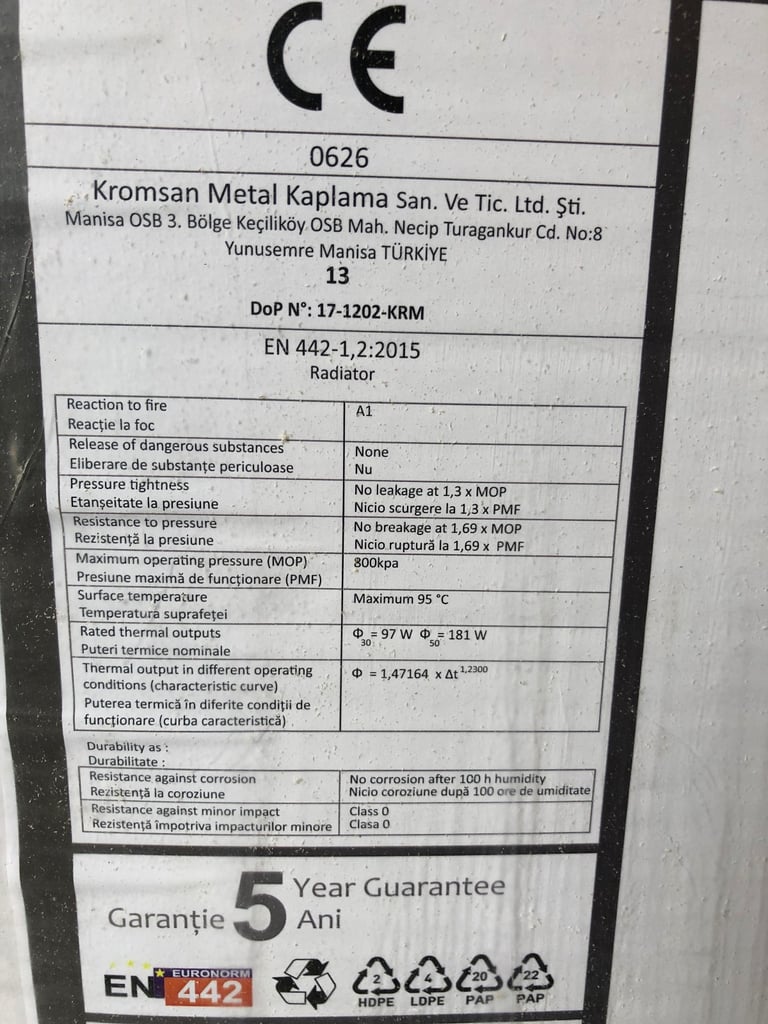 CE
0626
Kromsan Metal Kaplama San. Ve Tic. Ltd. Şti.
Manisa OSB 3. Bölge Keçiliköy OSB Mah. Necip Turagankur Cd. No:8
Yunusemre Manisa TÜRKİYE
13
DoP N°: 17-1202-KRM
EN 442-1,2:2015
Radiator
Reaction to fire
Reacție la foc
A1
Release of dangerous substances
Eliberare de substanțe periculoase
None
Nu
Pressure tightness
Etanșeitate la presiune
No leakage at 1,3 x MOP
Nicio scurgere la 1,3 x PMF
Resistance to pressure
Rezistență la presiune
No breakage at 1,69 x MOP
Nicio ruptură la 1,69 x PMF
Maximum operating pressure (MOP)
Presiune maximă de funcționare (PMF)
800kpa
Surface temperature
Temperatura suprafeței
Maximum 95 °C
Rated thermal outputs
Puteri termice nominale
Φ30 = 97 W Φ50 = 181 W
Thermal output in different operating
conditions (characteristic curve)
Puterea termică în diferite condiții de
funcționare (curba caracteristică)
Φ = 1,47164 x Δt^1,2300
Durability as :
Durabilitate :
Resistance against corrosion
Rezistență la coroziune
No corrosion after 100 h humidity
Nicio coroziune după 100 ore de umiditate
Resistance against minor impact
Rezistență împotriva impacturilor minore
Class 0
Clasa 0
Garanție 5 Year Guarantee
Ani
EN EURONORM
442
2 4 20 22
HDPE LDPE PAP PAP